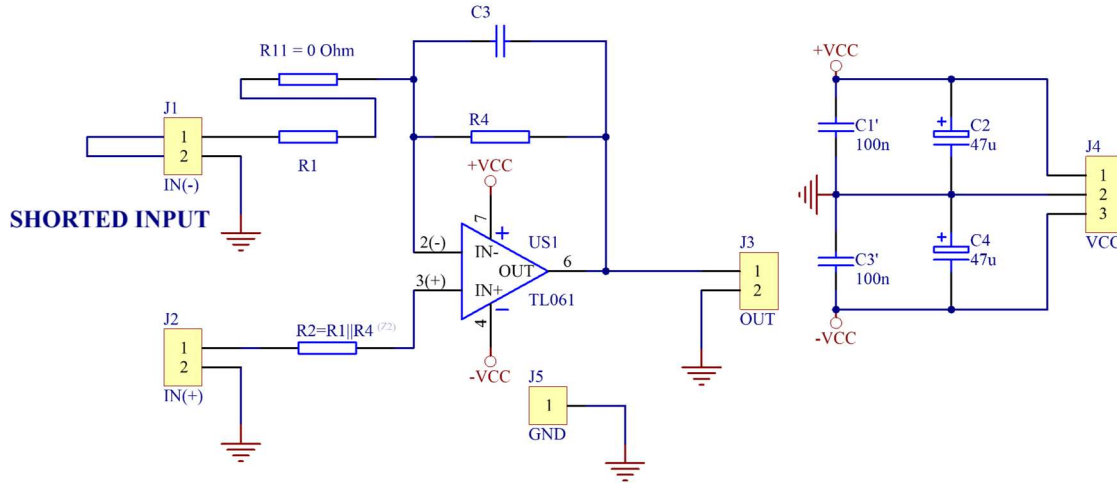 C3
R11 = 0 Ohm
+VCC
J1
R4
1
2
C1'
100n
+
C2
47u
J4
R1
+VCC
1
2
3
IN(-)
SHORTED INPUT
7
+
US1
VCC
2(-)
IN-
J3
+
C4
47u
OUT
6
1
2
C3'
100n
3(+)
IN+
TL061
J2
R2=R1||R4 (Z2)
4
−
OUT
1
2
-VCC
-VCC
J5
IN(+)
1
GND